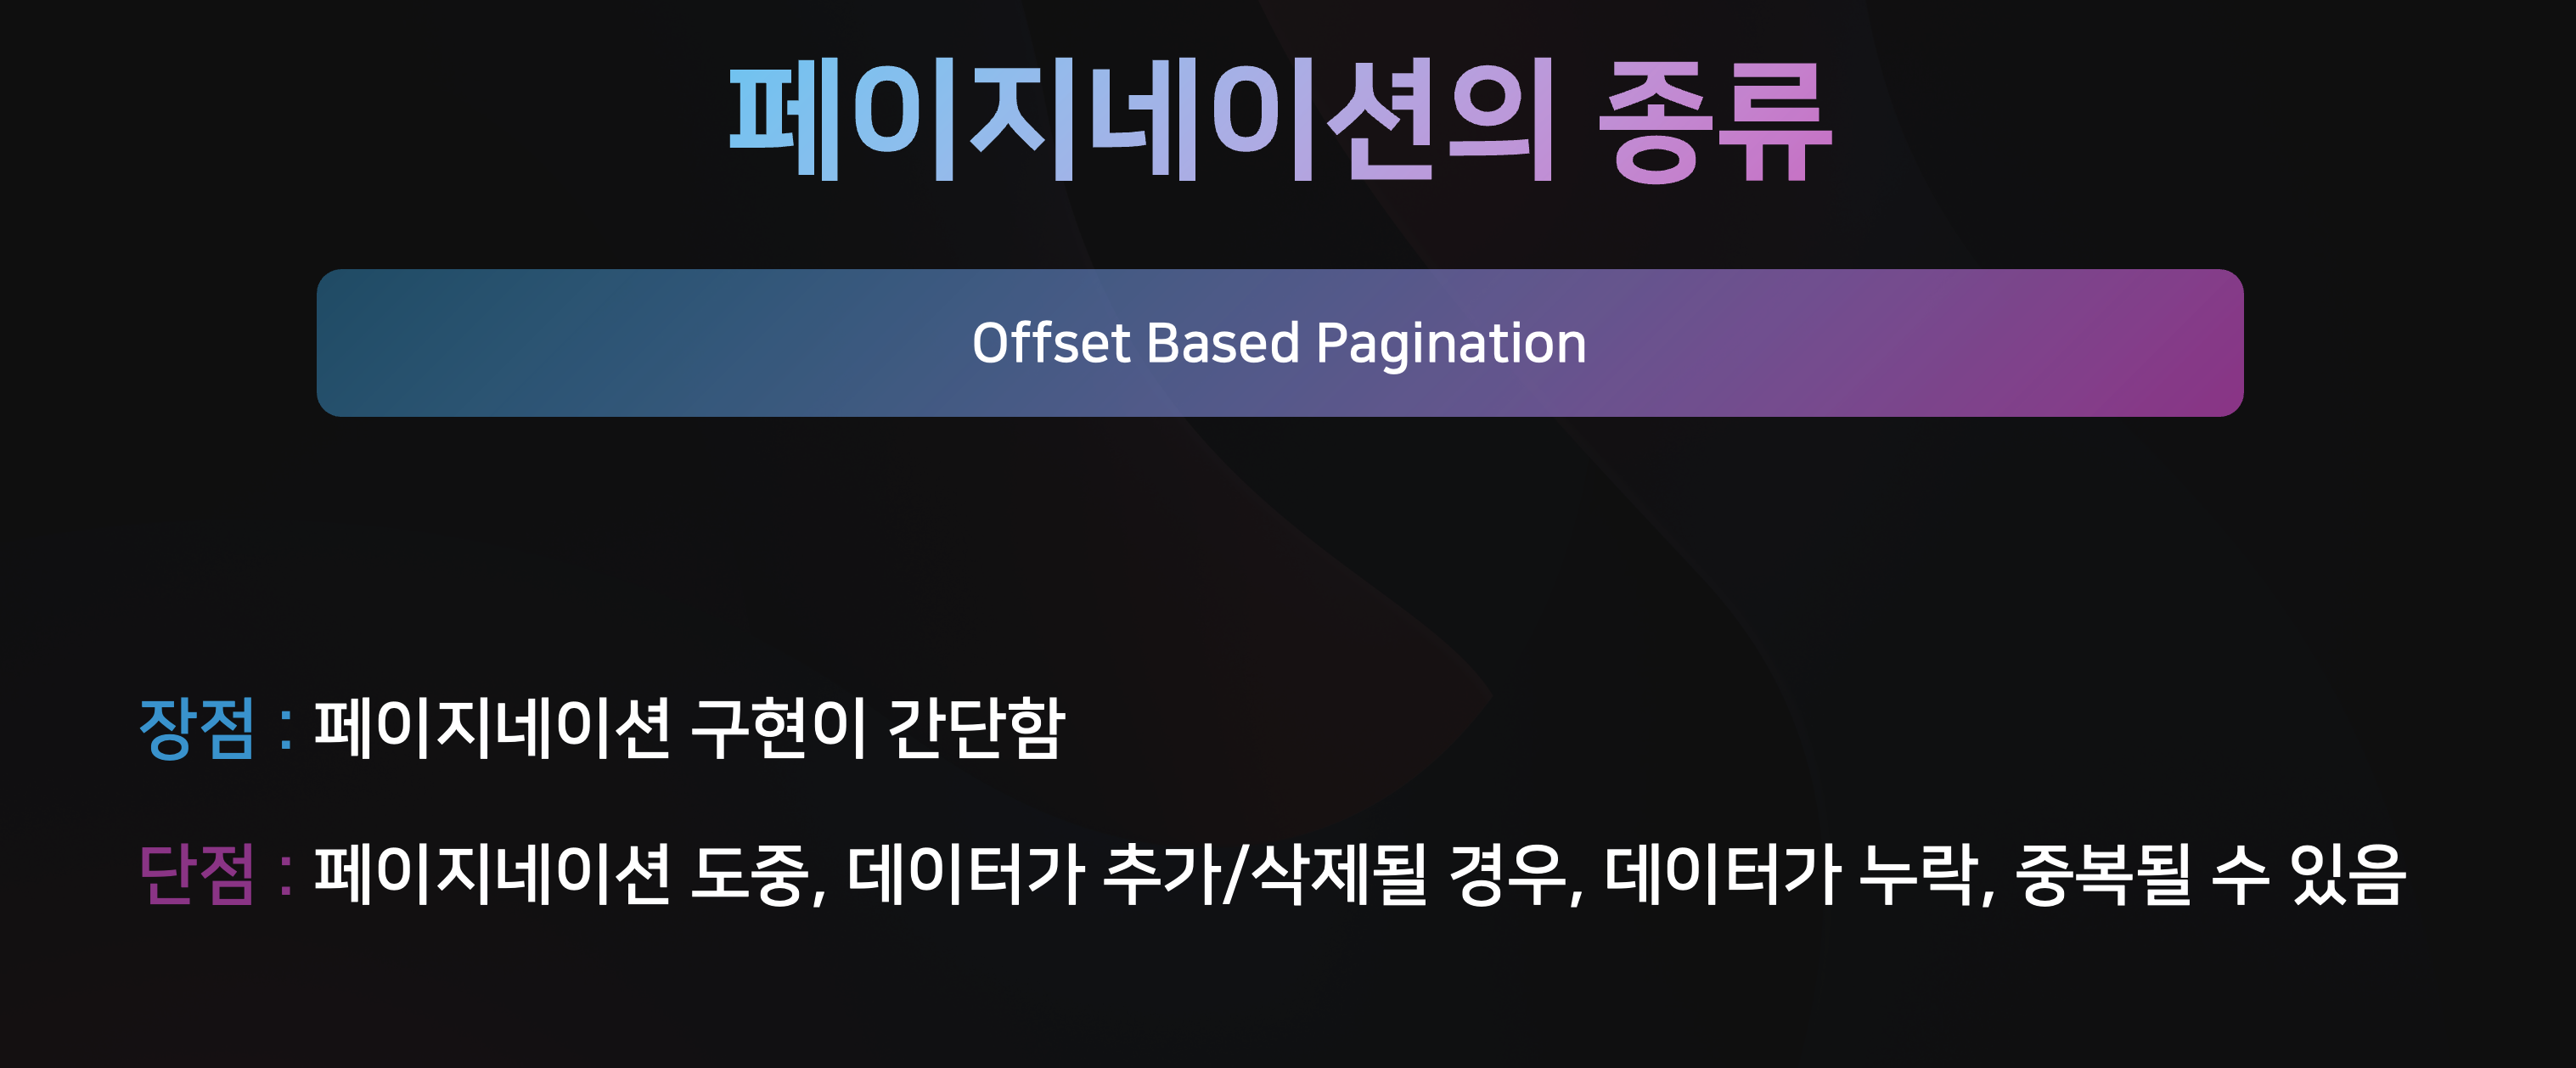 페이지네이션의 종류
Offset Based Pagination
장점 : 페이지네이션 구현이 간단함
단점 : 페이지네이션 도중, 데이터가 추가/삭제될 경우, 데이터가 누락, 중복될 수 있음